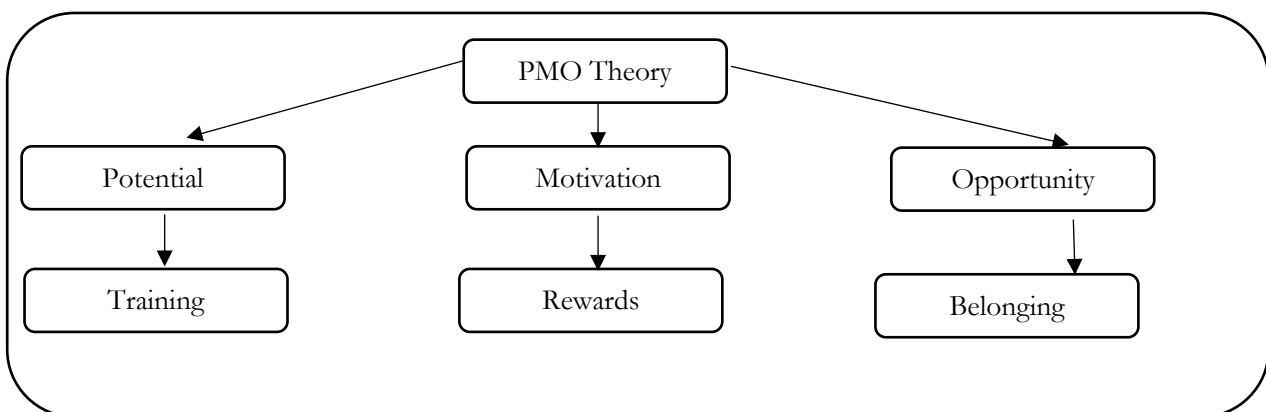 PMO Theory
Potential
Motivation
Opportunity
Training
Rewards
Belonging